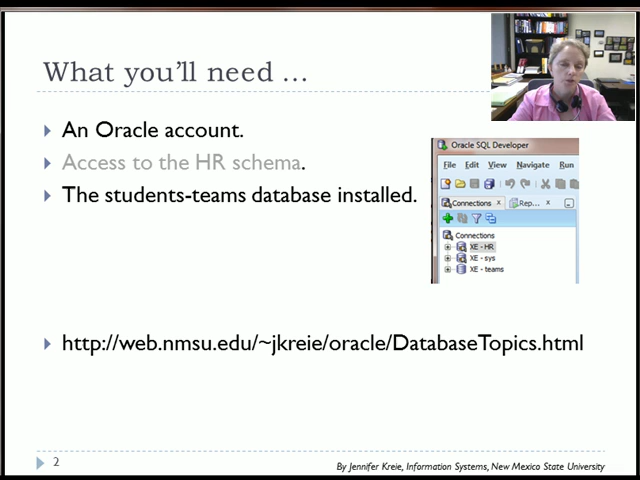 What you'll need ...
An Oracle account.
Access to the HR schema.
The students-teams database installed.
Oracle SQL Developer
File Edit View Navigate Run
Connections Rep...
Connections
XE - HR
XE - sys
XE - teams
http://web.nmsu.edu/~jkreie/oracle/DatabaseTopics.html
2
By Jennifer Kreie, Information Systems, New Mexico State University